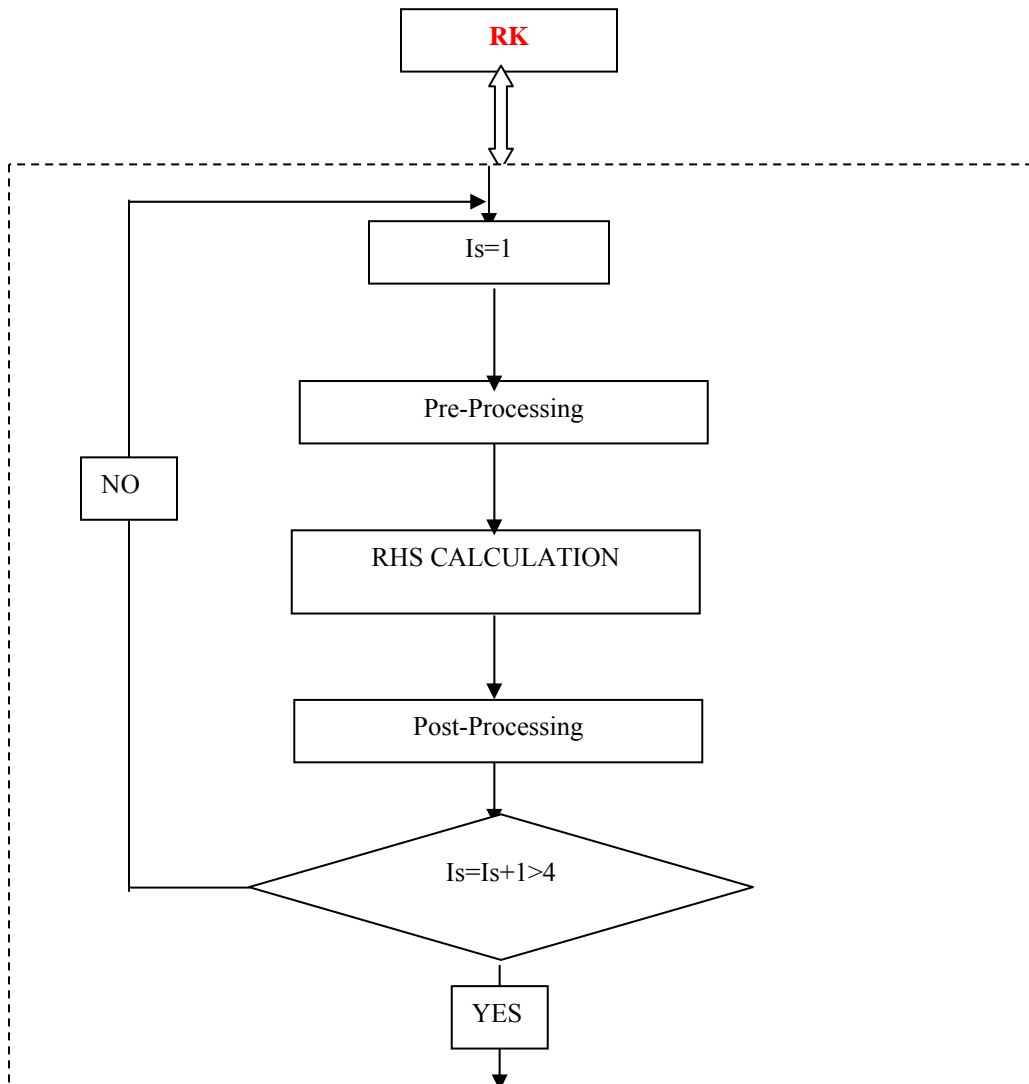 RK
Is=1
Pre-Processing
NO
RHS CALCULATION
Post-Processing
Is=Is+1>4
YES